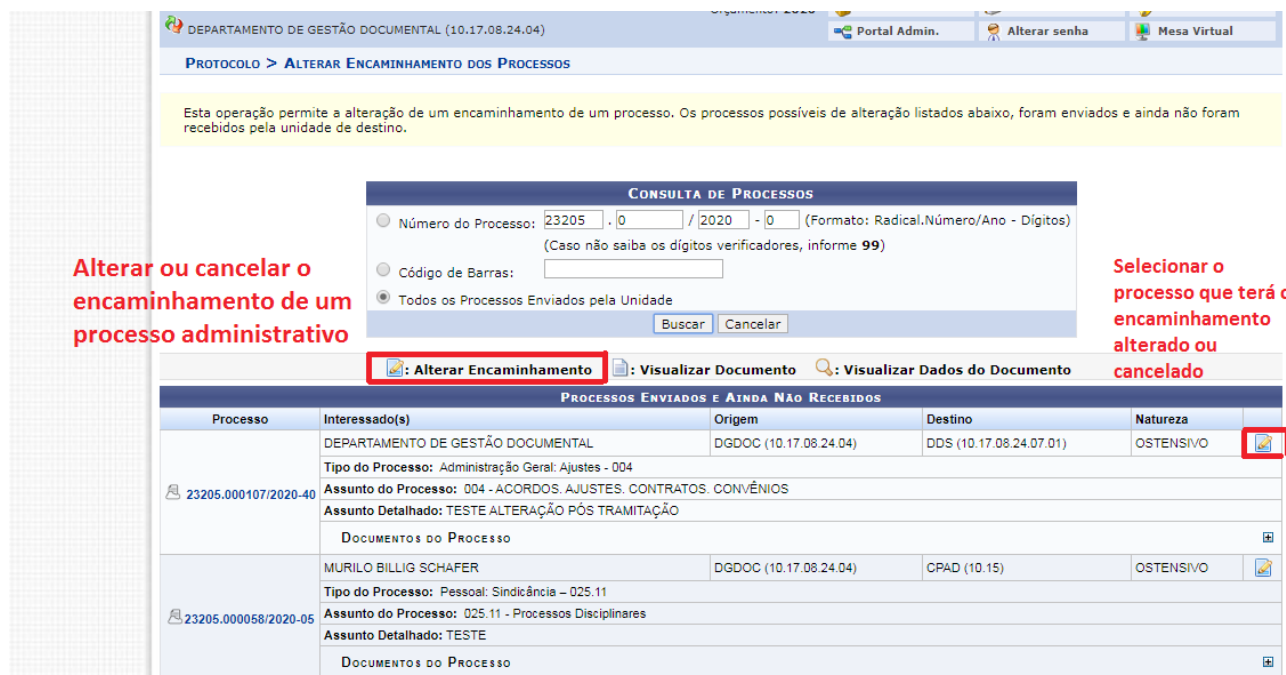 Orçamento: 2020
DEPARTAMENTO DE GESTÃO DOCUMENTAL (10.17.08.24.04)
Portal Admin.
Alterar senha
Mesa Virtual
PROTOCOLO > ALTERAR ENCAMINHAMENTO DOS PROCESSOS
Esta operação permite a alteração de um encaminhamento de um processo. Os processos possíveis de alteração listados abaixo, foram enviados e ainda não foram
recebidos pela unidade de destino.
CONSULTA DE PROCESSOS
Número do Processo: 23205 . 0 / 2020 - 0 (Formato: Radical.Número/Ano - Dígitos)
(Caso não saiba os dígitos verificadores, informe 99)
Código de Barras:
Todos os Processos Enviados pela Unidade
Buscar Cancelar
Alterar ou cancelar o
encaminhamento de um
processo administrativo
Selecionar o
processo que terá o
encaminhamento
alterado ou
cancelado
: Alterar Encaminhamento : Visualizar Documento : Visualizar Dados do Documento
PROCESSOS ENVIADOS E AINDA NÃO RECEBIDOS
Processo Interessado(s) Origem Destino Natureza
DEPARTAMENTO DE GESTÃO DOCUMENTAL DGDOC (10.17.08.24.04) DDS (10.17.08.24.07.01) OSTENSIVO
Tipo do Processo: Administração Geral: Ajustes - 004
23205.000107/2020-40
Assunto do Processo: 004 - ACORDOS. AJUSTES. CONTRATOS. CONVÊNIOS
Assunto Detalhado: TESTE ALTERAÇÃO PÓS TRAMITAÇÃO
DOCUMENTOS DO PROCESSO
MURILO BILLIG SCHAFER DGDOC (10.17.08.24.04) CPAD (10.15) OSTENSIVO
Tipo do Processo: Pessoal: Sindicância – 025.11
23205.000058/2020-05
Assunto do Processo: 025.11 - Processos Disciplinares
Assunto Detalhado: TESTE
DOCUMENTOS DO PROCESSO